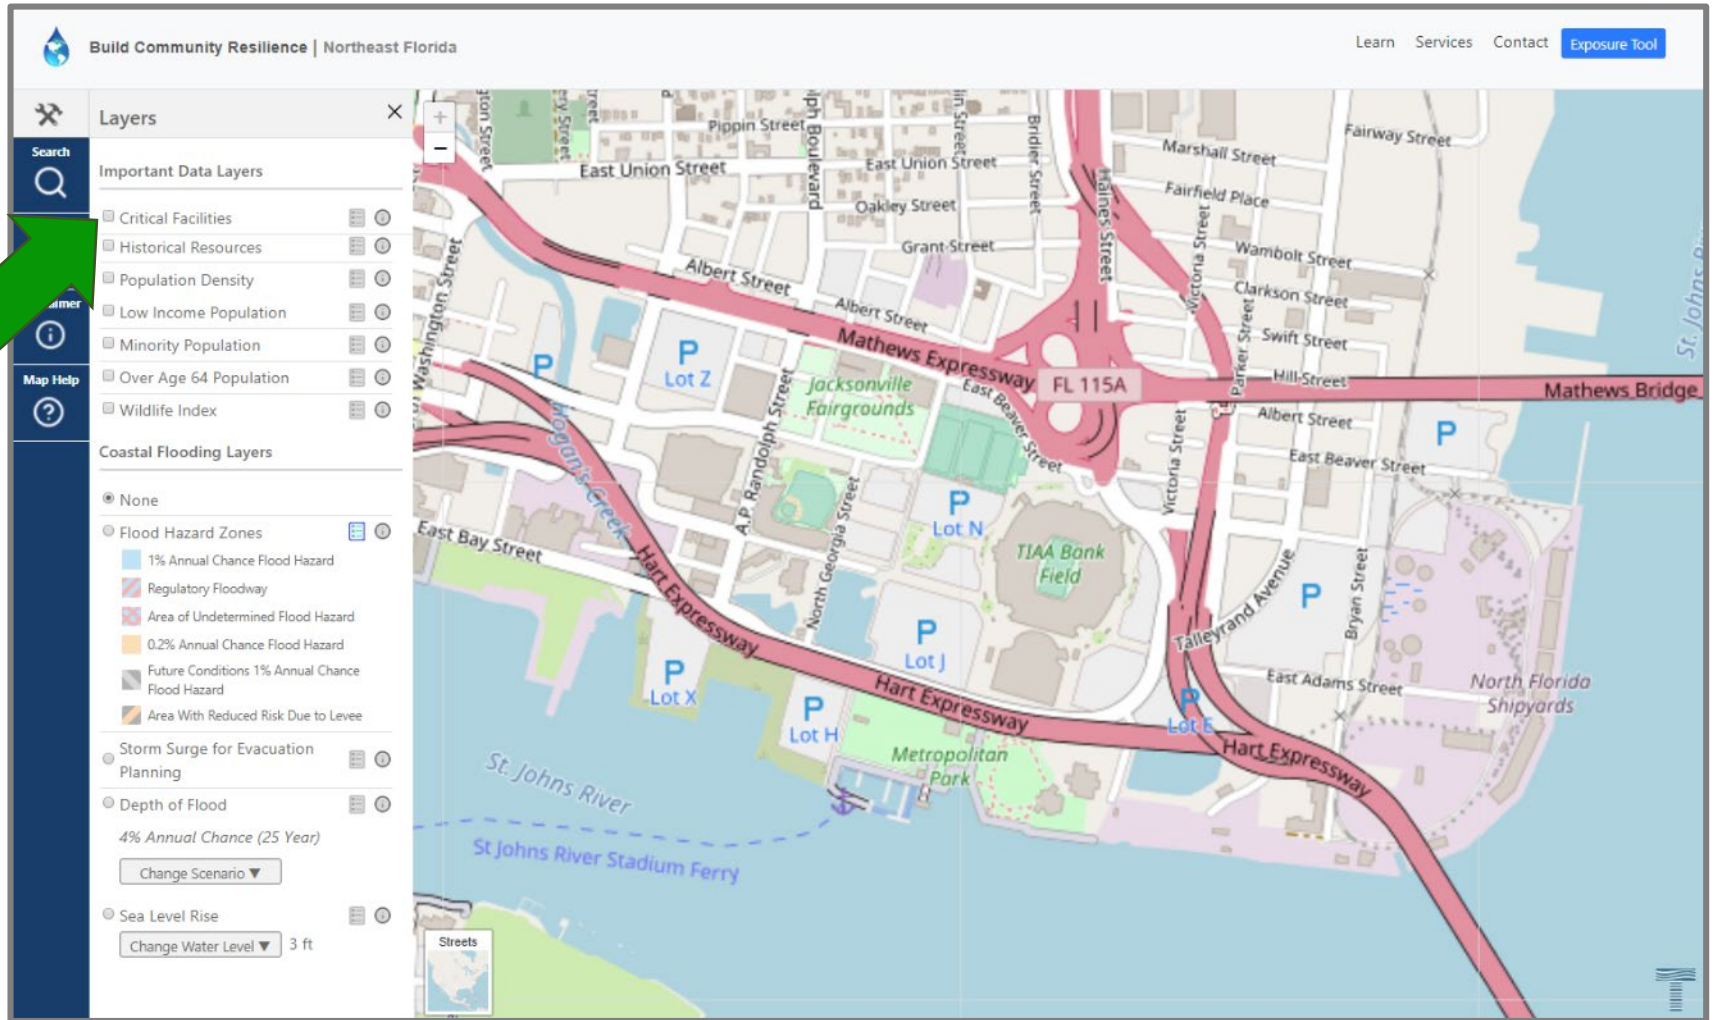 Build Community Resilience | Northeast Florida
Learn Services Contact Exposure Tool
Layers
Search
Map Help
Important Data Layers
Critical Facilities
Historical Resources
Population Density
Low Income Population
Minority Population
Over Age 64 Population
Wildlife Index
Coastal Flooding Layers
None
Flood Hazard Zones
1% Annual Chance Flood Hazard
Regulatory Floodway
Area of Undetermined Flood Hazard
0.2% Annual Chance Flood Hazard
Future Conditions 1% Annual Chance
Flood Hazard
Area With Reduced Risk Due to Levee
Storm Surge for Evacuation
Planning
Depth of Flood
4% Annual Chance (25 Year)
Change Scenario ▼
Sea Level Rise
Change Water Level ▼ 3 ft
Pippin Street
East Union Street
East Union Street
Oakley Street
Grant Street
Albert Street
Albert Street
Bridier Street
Haines Street
Marshall Street
Fairway Street
Fairfield Place
Wambolt Street
Clarkson Street
Swift Street
Hill Street
Victoria Street
Parker Street
Mathews Expressway
FL 115A
Mathews Bridge
Albert Street
East Beaver Street
East Beaver Street
Washington Street
P
P
Lot Z
Jacksonville
Fairgrounds
A.P. Randolph Street
Hogan's Creek
East Bay Street
North Georgia Street
P
Lot N
TIAA Bank
Field
Victoria Street
P
Talleyrand Avenue
Bryan Street
P
Hart Expressway
P
Lot X
P
Lot J
P
Lot H
Hart Expressway
P
Lot E
East Adams Street
North Florida
Shipyards
Hart Expressway
Metropolitan
Park
St. Johns River
St Johns River Stadium Ferry
Streets